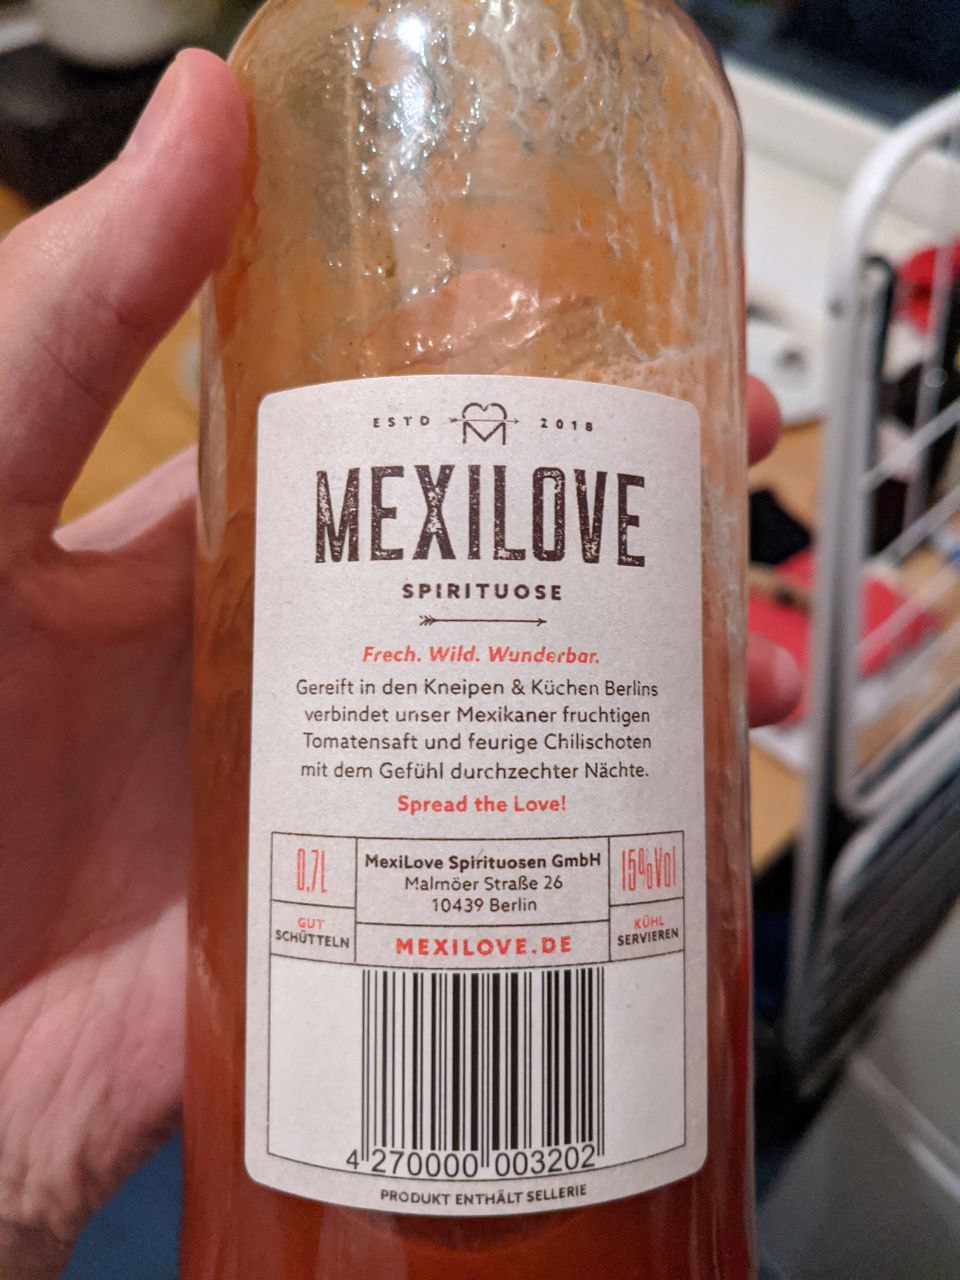 ESTD M 2018
MEXILOVE
SPIRITUOSE
Frech. Wild. Wunderbar.
Gereift in den Kneipen & Küchen Berlins
verbindet unser Mexikaner fruchtigen
Tomatensaft und feurige Chilischoten
mit dem Gefühl durchzechter Nächte.
Spread the Love!
0,7L
GUT
SCHÜTTELN
MexiLove Spirituosen GmbH
Malmöer Straße 26
10439 Berlin
MEXILOVE.DE
15%Vol
KÜHL
SERVIEREN
4 270000 003202
PRODUKT ENTHÄLT SELLERIE